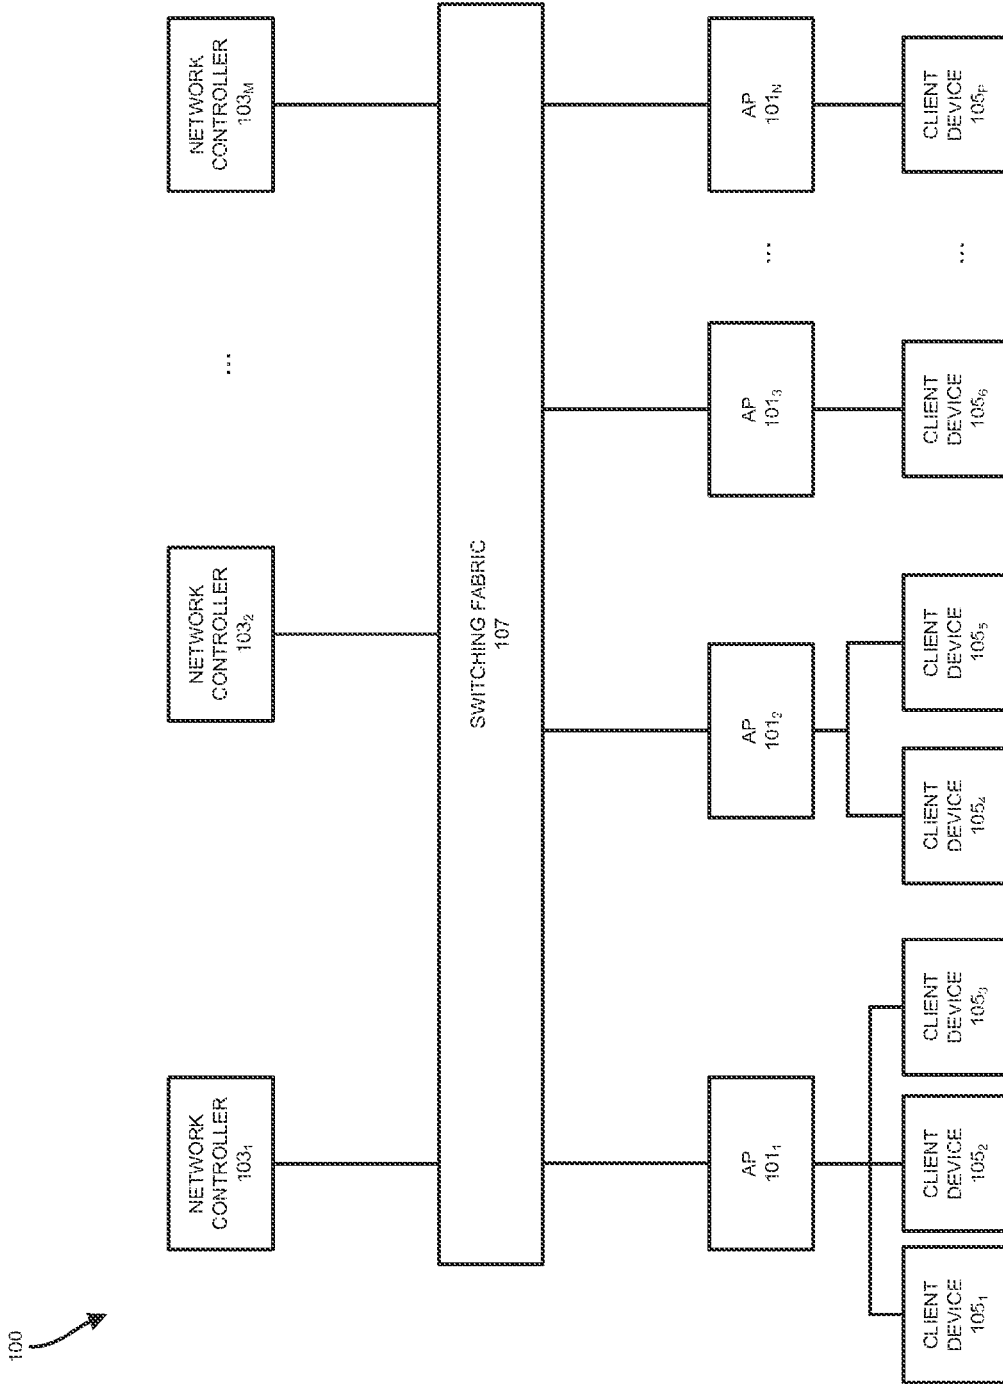 100
NETWORK
CONTROLLER
103₁
NETWORK
CONTROLLER
103₂
...
NETWORK
CONTROLLER
103M
SWITCHING FABRIC
107
AP
101₁
AP
101₂
AP
101₃
...
AP
101N
CLIENT
DEVICE
105₁
CLIENT
DEVICE
105₂
CLIENT
DEVICE
105₃
CLIENT
DEVICE
105₄
CLIENT
DEVICE
105₅
CLIENT
DEVICE
105₆
...
CLIENT
DEVICE
105P